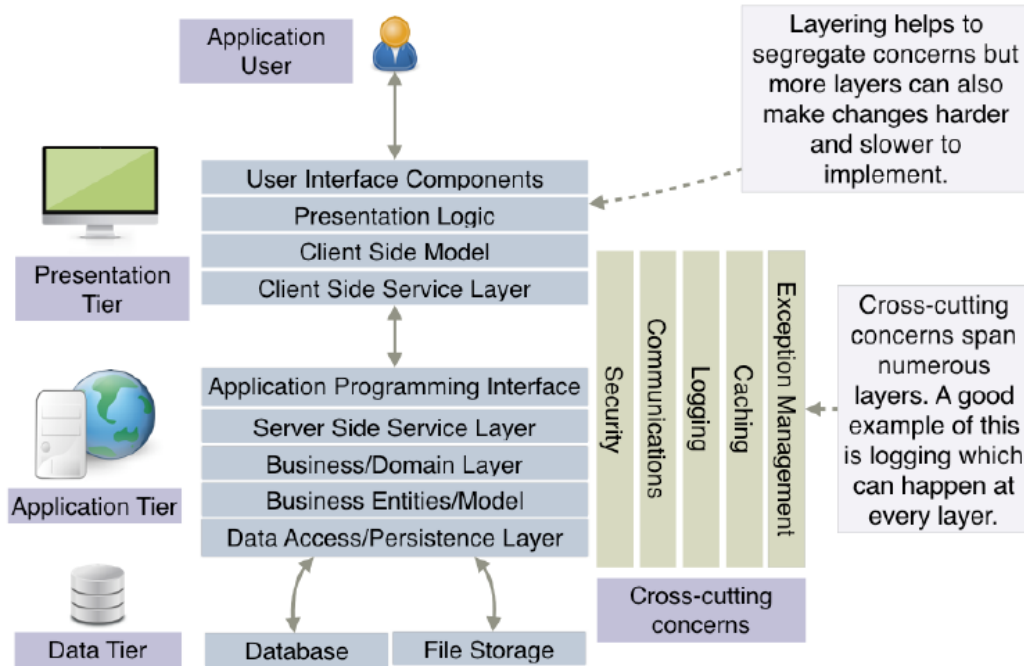 Application
User
Layering helps to
segregate concerns but
more layers can also
make changes harder
and slower to
implement.
User Interface Components
Presentation Logic
Client Side Model
Client Side Service Layer
Presentation
Tier
Application Programming Interface
Server Side Service Layer
Business/Domain Layer
Business Entities/Model
Data Access/Persistence Layer
Application Tier
Security
Communications
Logging
Caching
Exception Management
Cross-cutting
concerns span
numerous
layers. A good
example of this
is logging which
can happen at
every layer.
Cross-cutting
concerns
Data Tier
Database
File Storage